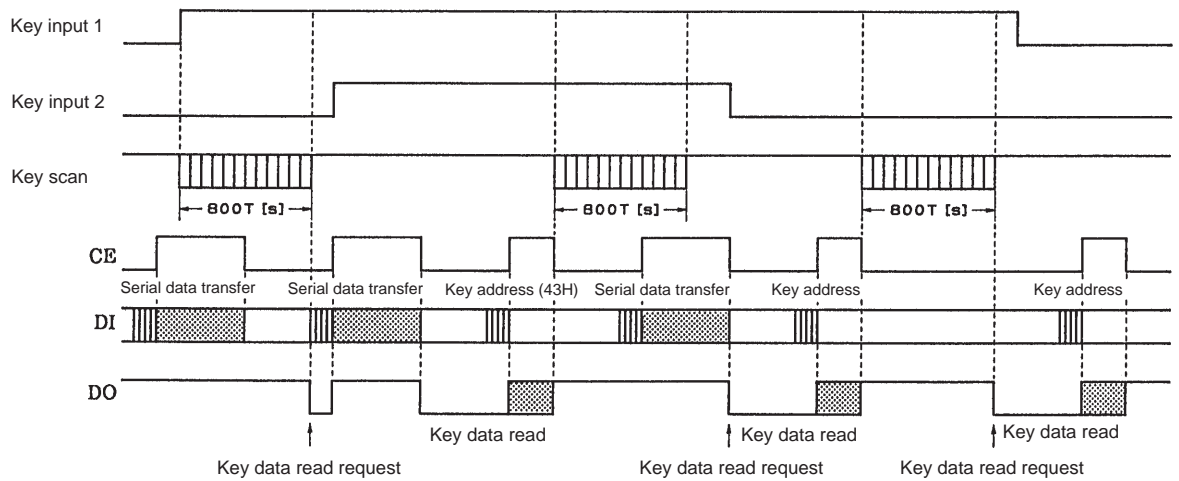 Key input 1
Key input 2
Key scan
800T [s] 800T [s] 800T [s]
CE
Serial data transfer Serial data transfer Key address (43H) Serial data transfer Key address Key address
DI
DO
Key data read Key data read Key data read
Key data read request Key data read request Key data read request